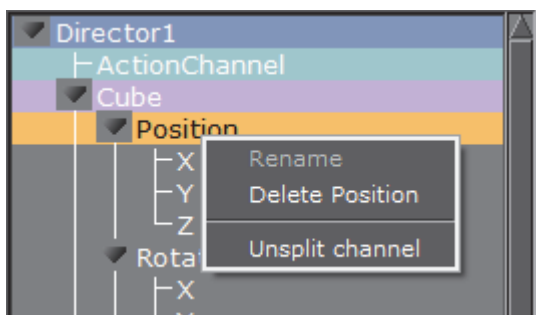 Director1
ActionChannel
Cube
Position
X
Rename
Y
Delete Position
Z
Unsplit channel
X